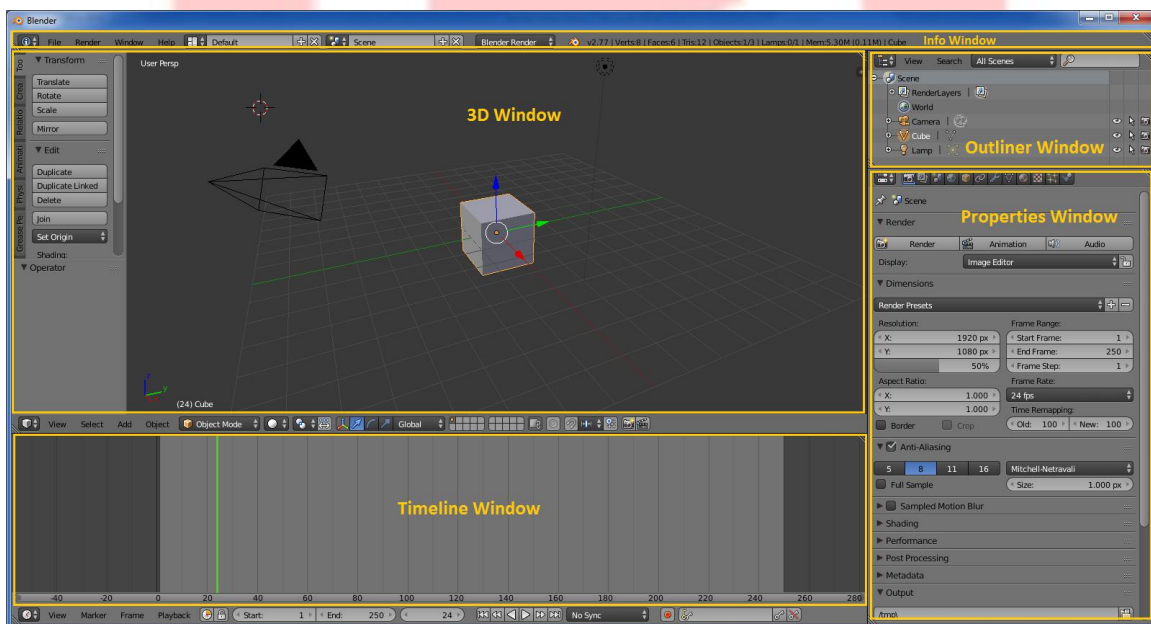 Blender
File Render Window Help Default Scene Blender Render v2.77 | Verts:8 | Faces:6 | Tris:12 | Objects:1/3 | Lamps:0/1 | Mem:5.30M (0.11M) | Cube
Info Window
Too
Crea
Relatio
Animati
Physi
Grease Pe
Transform
Translate
Rotate
Scale
Mirror
Edit
Duplicate
Duplicate Linked
Delete
Join
Set Origin
Shading:
Operator
User Persp
3D Window
z
y
(24) Cube
View Select Add Object Object Mode Global
Timeline Window
-40 -20 0 20 40 60 80 100 120 140 160 180 200 220 240 260 280
View Marker Frame Playback Start: 1 End: 250 24 No Sync
View Search All Scenes
Scene
RenderLayers |
World
Camera |
Cube |
Lamp |
Outliner Window
Scene
Properties Window
Render
Render Animation Audio
Display: Image Editor
Dimensions
Render Presets
Resolution: Frame Range:
X: 1920 px Start Frame: 1
Y: 1080 px End Frame: 250
50% Frame Step: 1
Aspect Ratio: Frame Rate:
X: 1.000 24 fps
Y: 1.000 Time Remapping:
Border Crop Old: 100 New: 100
Anti-Aliasing
5 8 11 16 Mitchell-Netravali
Full Sample Size: 1.000 px
Sampled Motion Blur
Shading
Performance
Post Processing
Metadata
Output
/tmp\